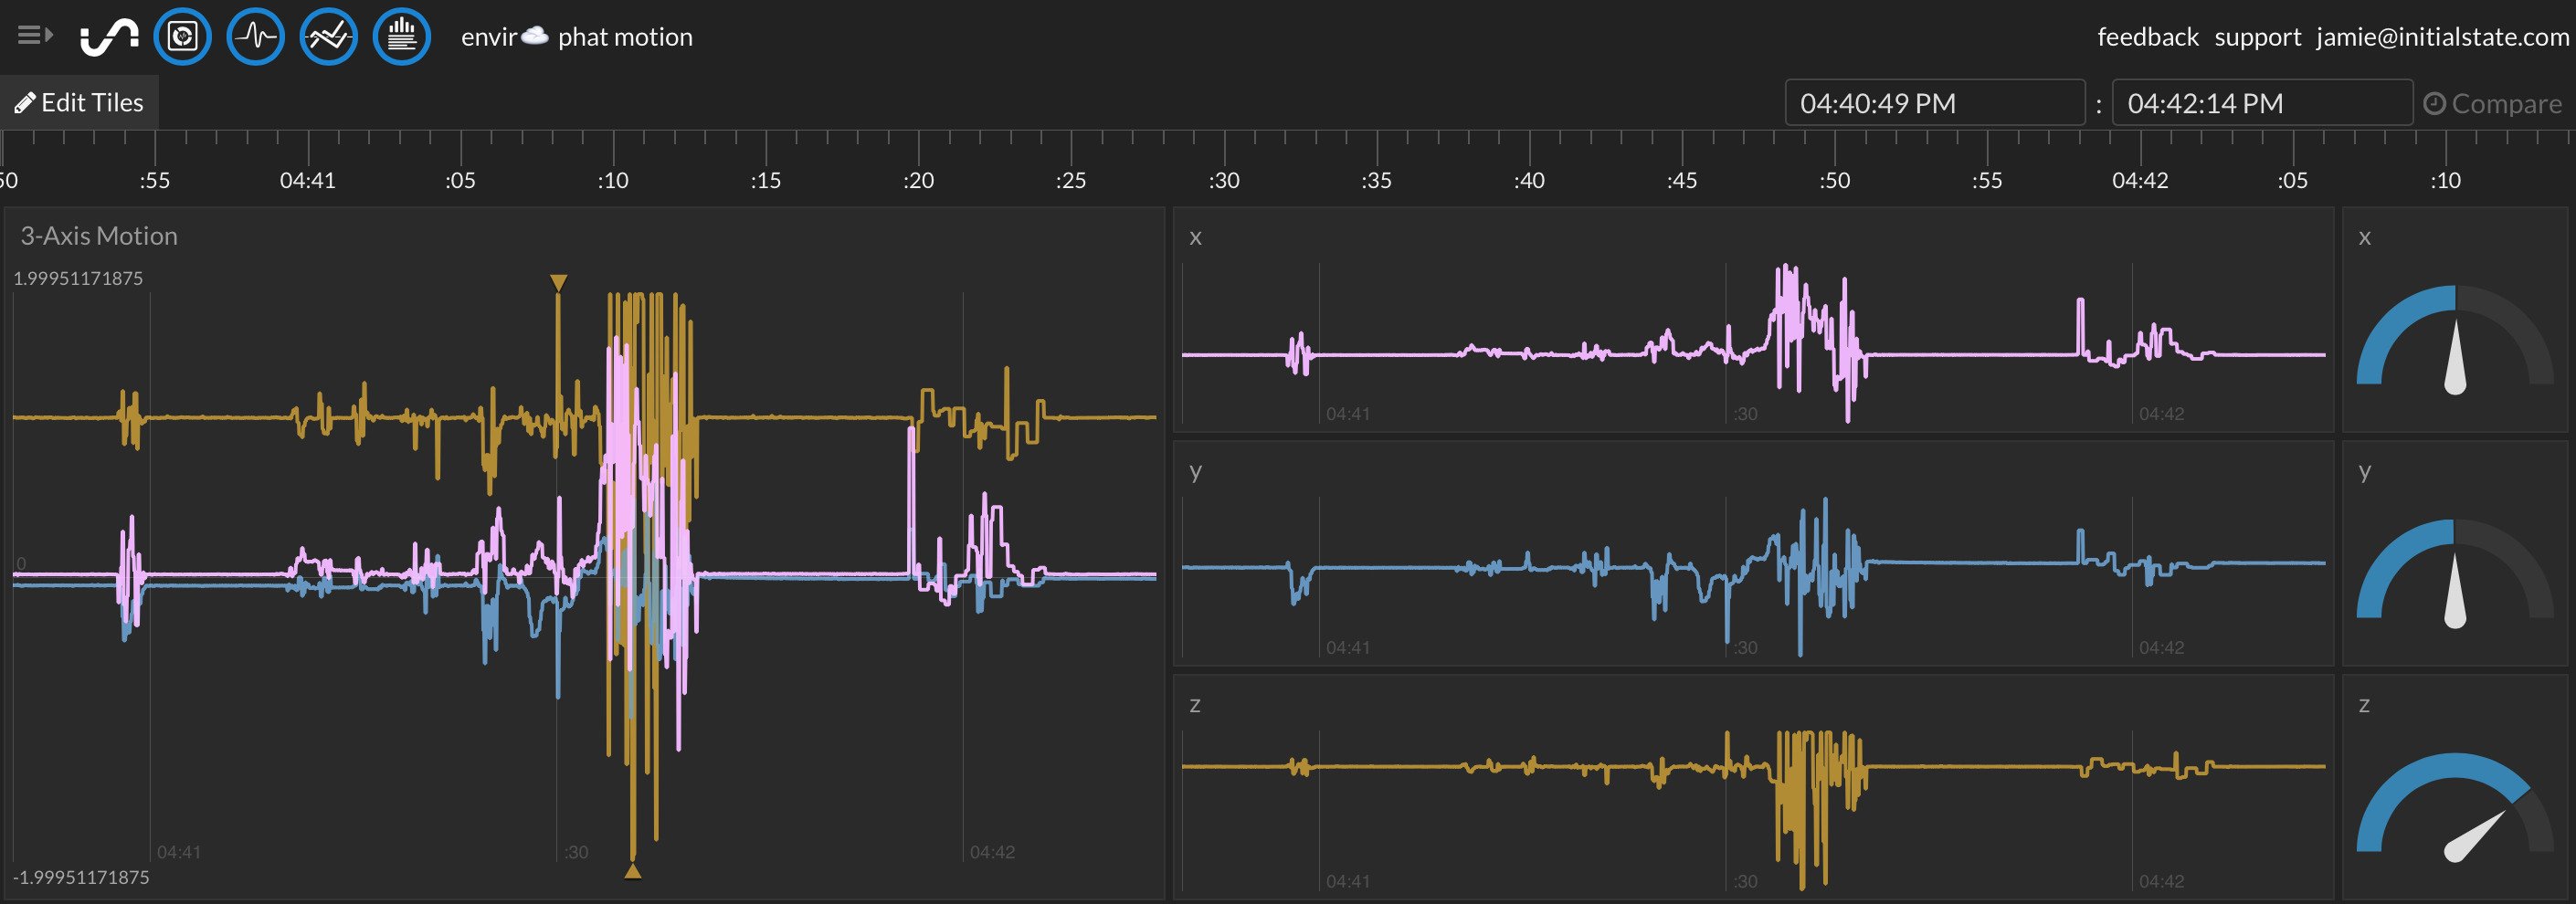 envir☁️ phat motion
feedback support jamie@initialstate.com
Edit Tiles
04:40:49 PM : 04:42:14 PM Compare
50 :55 04:41 :05 :10 :15 :20 :25 :30 :35 :40 :45 :50 :55 04:42 :05 :10
3-Axis Motion
1.99951171875
0
04:41 :30 04:42
-1.99951171875
x
04:41 :30 04:42
x
y
04:41 :30 04:42
y
z
04:41 :30 04:42
z